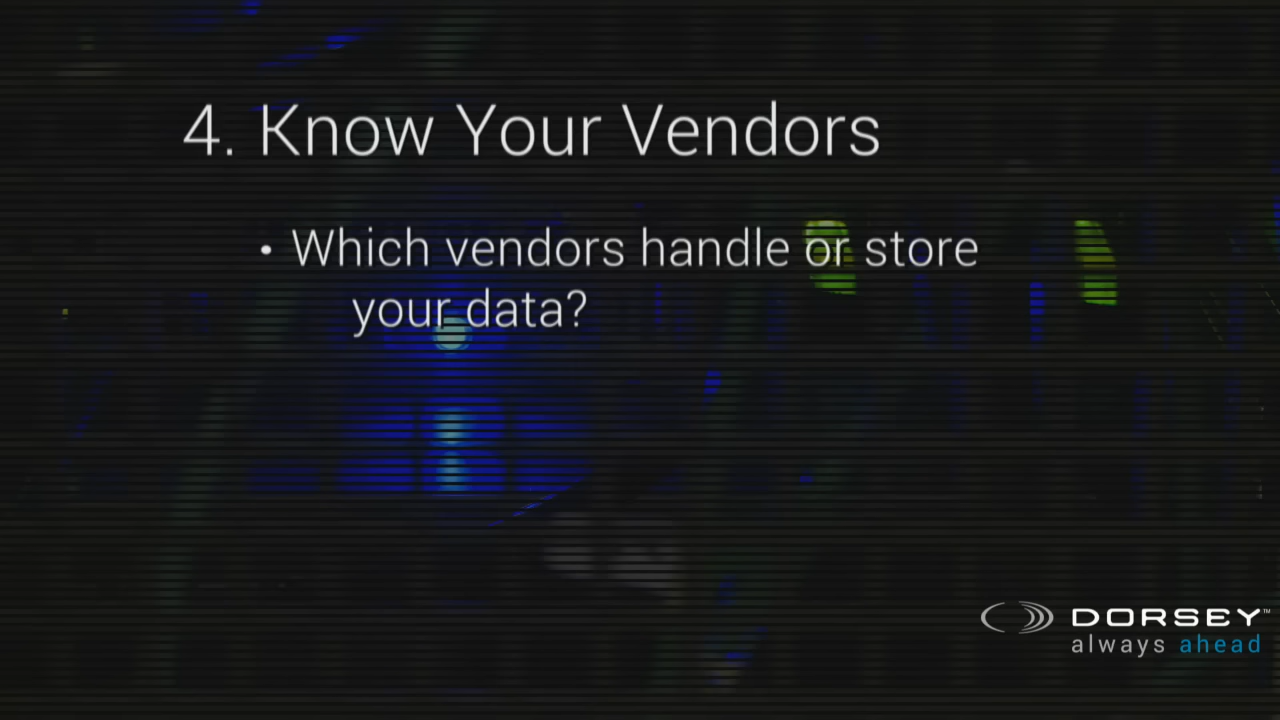 4. Know Your Vendors
• Which vendors handle or store
your data?
DORSEY™
always ahead